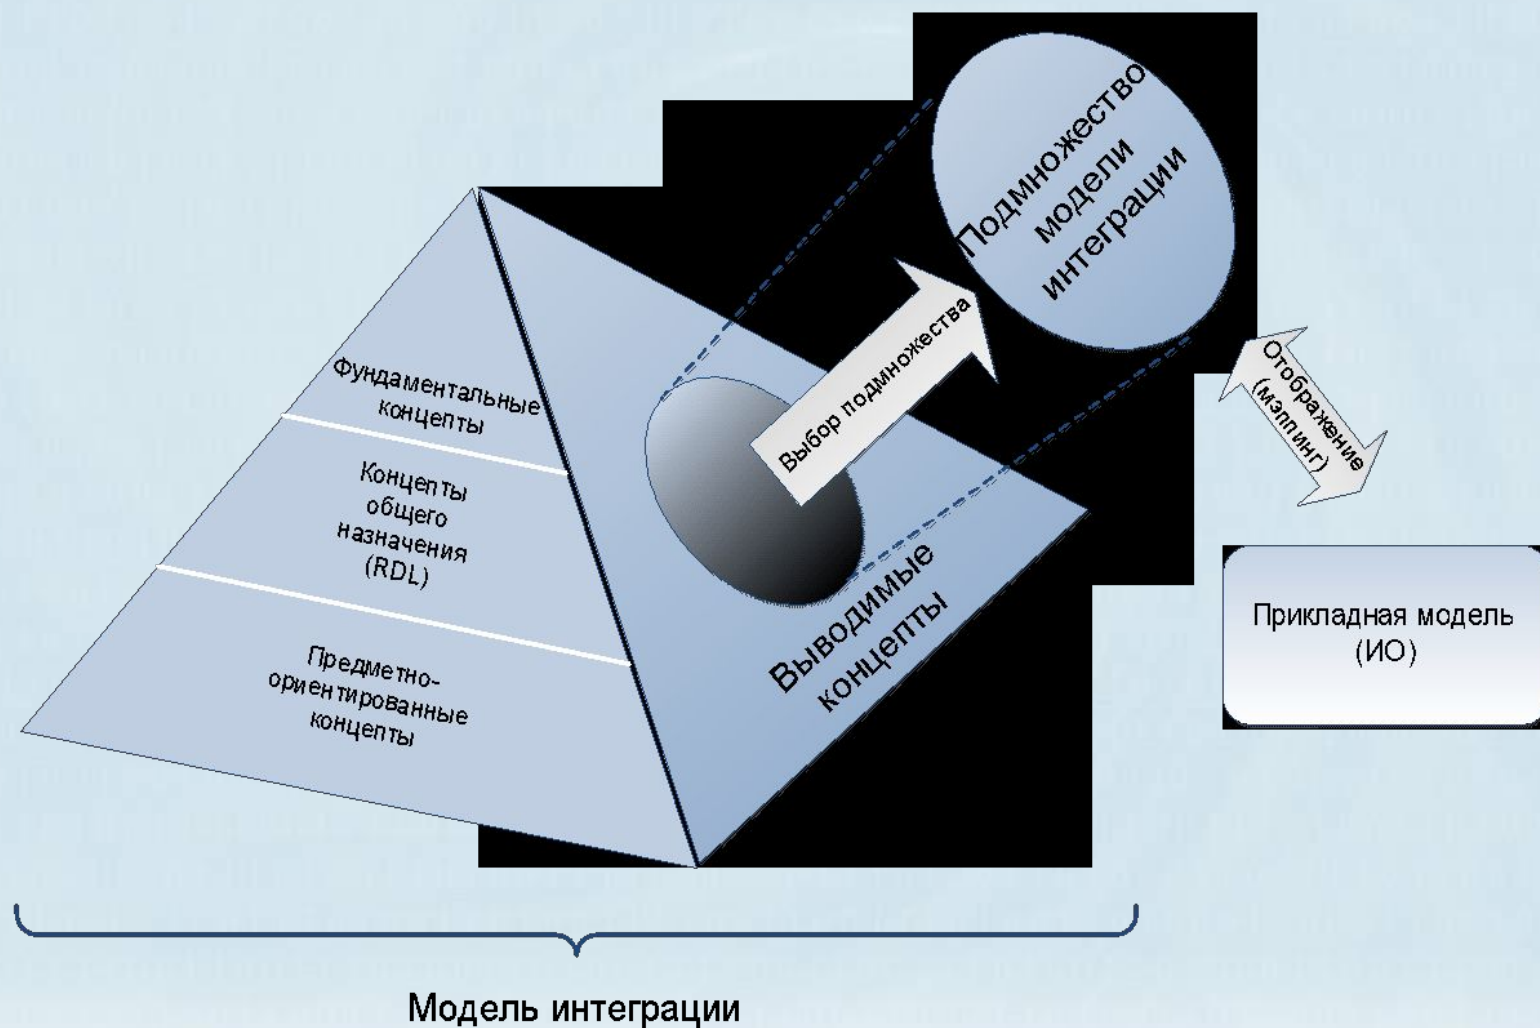 Подмножество
модели
интеграции
Выбор подмножества
Отображение
(мэппинг)
Фундаментальные
концепты
Концепты
общего
назначения
(RDL)
Предметно-
ориентированные
концепты
Выводимые
концепты
Прикладная модель
(ИО)
Модель интеграции